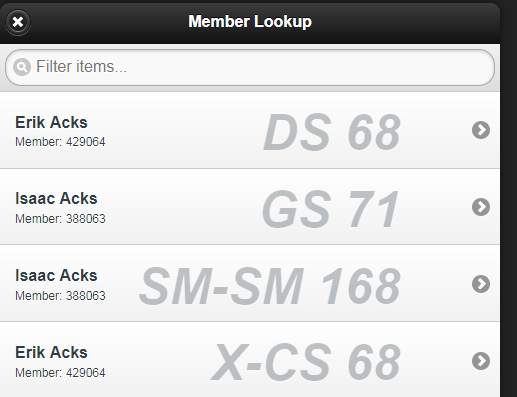 Member Lookup
Filter items...
Erik Acks
Member: 429064
DS 68
Isaac Acks
Member: 388063
GS 71
Isaac Acks
Member: 388063
SM-SM 168
Erik Acks
Member: 429064
X-CS 68